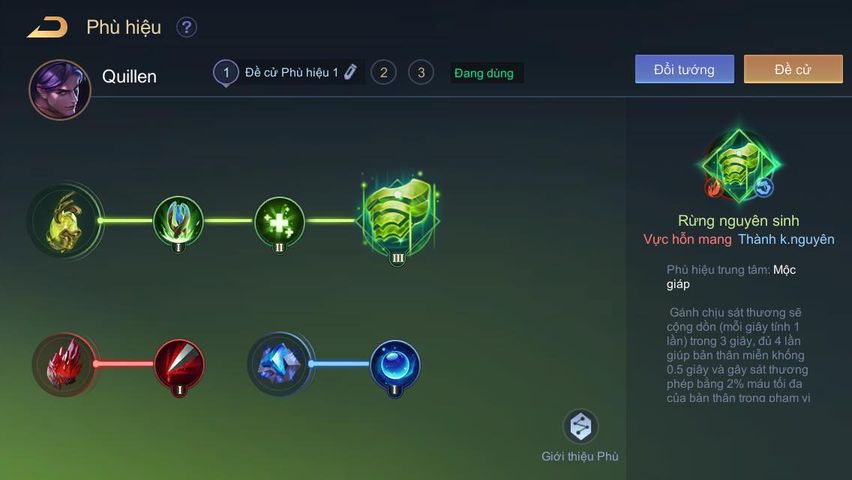 Phù hiệu ?
Quillen
1 Đề cử Phù hiệu 1
2
3
Đang dùng
Đổi tướng
Đề cử
I
II
III
I
I
Giới thiệu Phù
Rừng nguyên sinh
Vực hỗn mang Thành k.nguyên
Phù hiệu trung tâm: Mộc
giáp
Gánh chịu sát thương sẽ
cộng dồn (mỗi giây tính 1
lần) trong 3 giây, đủ 4 lần
giúp bản thân miễn khống
0.5 giây và gây sát thương
phép bằng 2% máu tối đa
của bản thân trong phạm vi